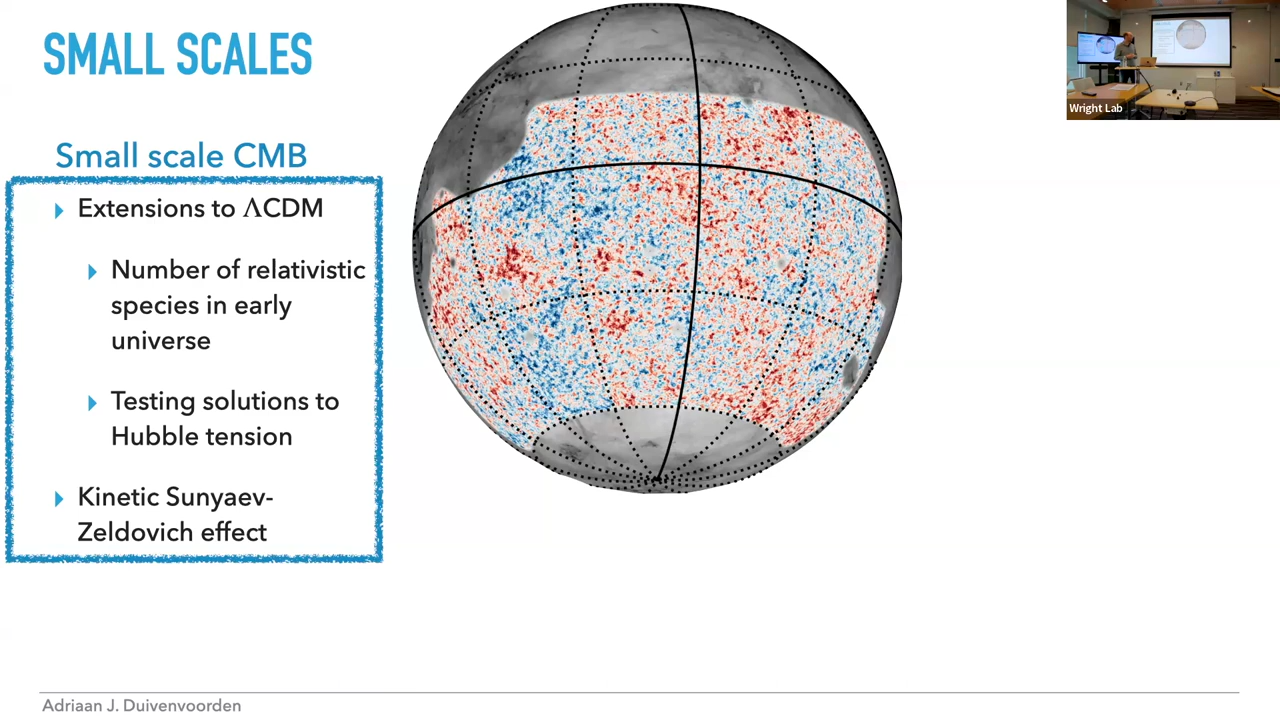 SMALL SCALES
Small scale CMB
Extensions to ΛCDM
Number of relativistic
species in early
universe
Testing solutions to
Hubble tension
Kinetic Sunyaev-
Zeldovich effect
Wright Lab
Adriaan J. Duivenvoorden